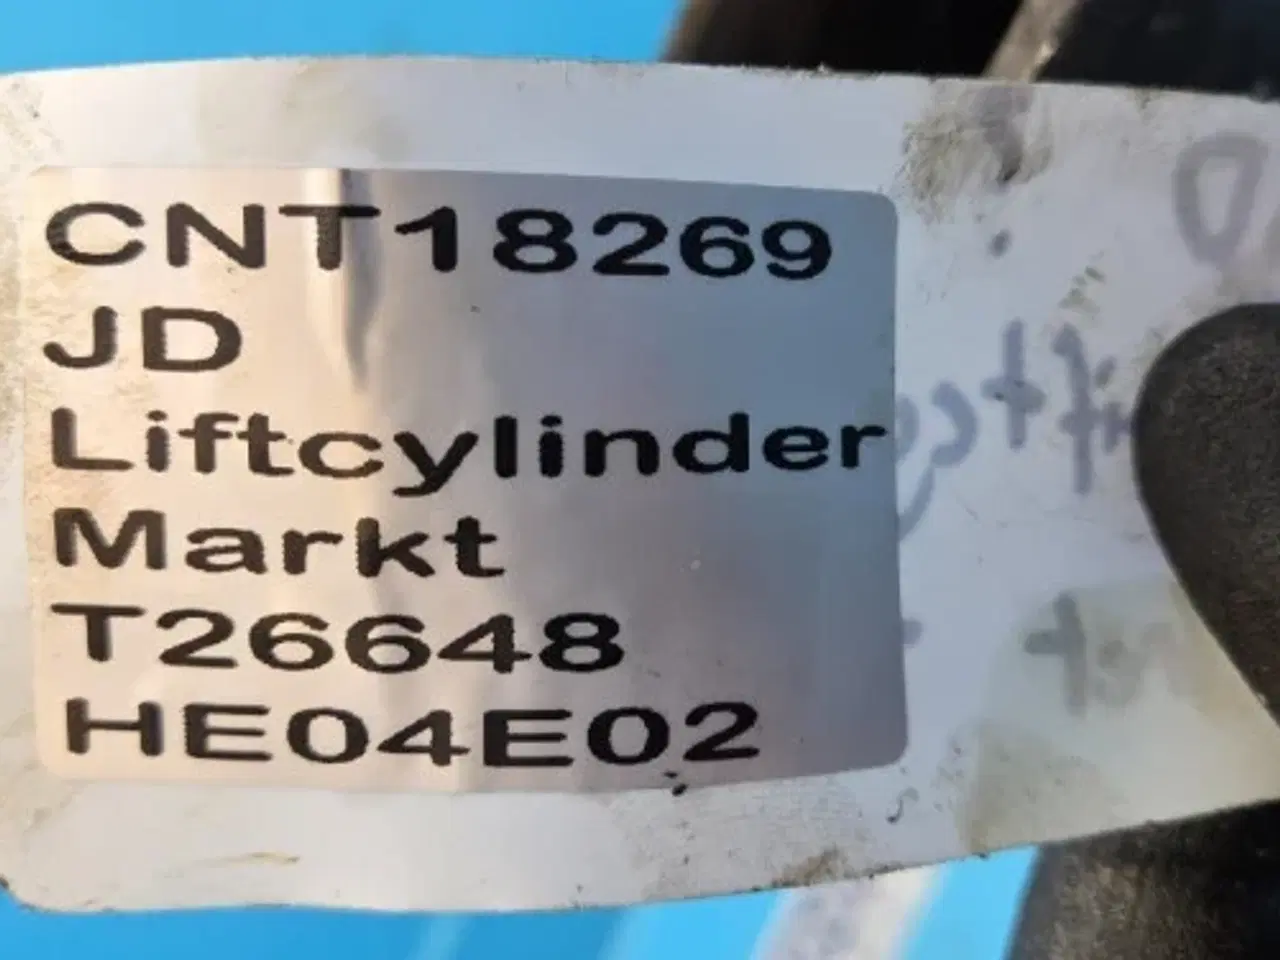 CNT18269
JD
Liftcylinder
Markt
T26648
HE04E02